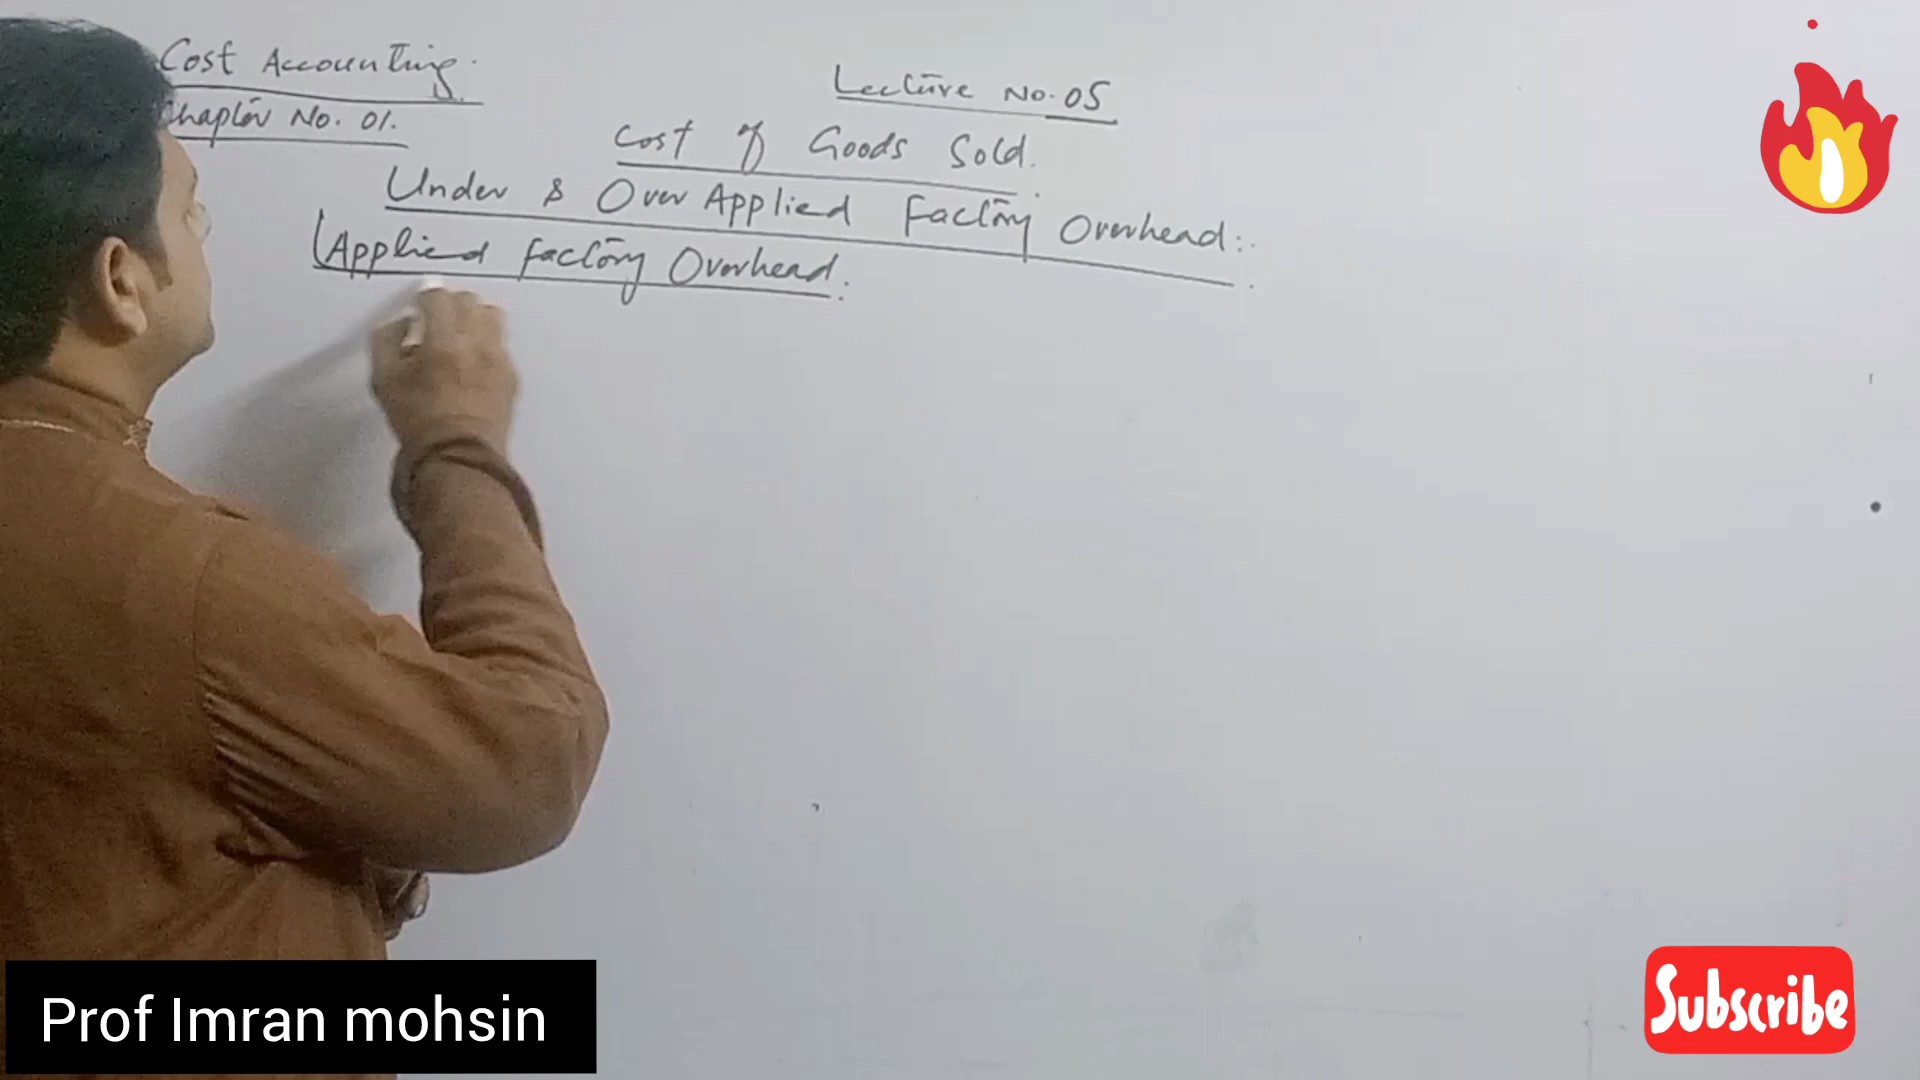 Cost Accounting.
Chapter No. 01.
Lecture No. 05
Cost of Goods Sold.
Under & Over Applied Factory Overhead:.
Applied Factory Overhead:
Prof Imran mohsin
Subscribe